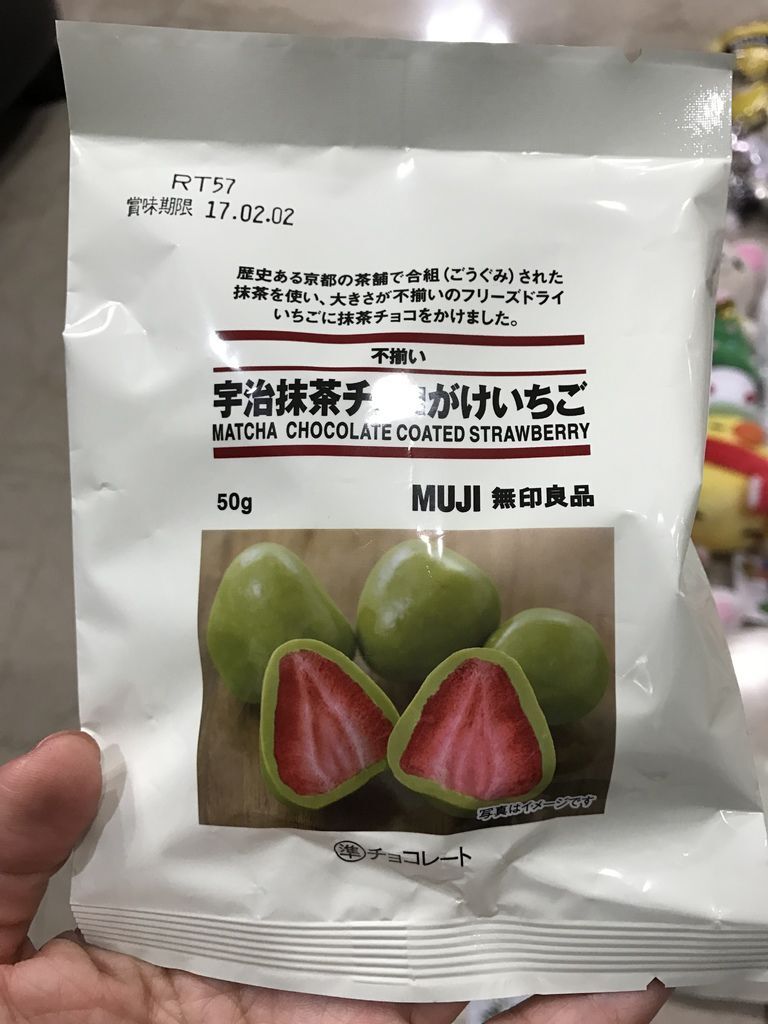 RT57
賞味期限 17.02.02
歴史ある京都の茶舗で合組(ごうぐみ)された
抹茶を使い、大きさが不揃いのフリーズドライ
いちごに抹茶チョコをかけました。
不揃い
宇治抹茶チョコがけいちご
MATCHA CHOCOLATE COATED STRAWBERRY
50g
MUJI 無印良品
写真はイメージです
準チョコレート